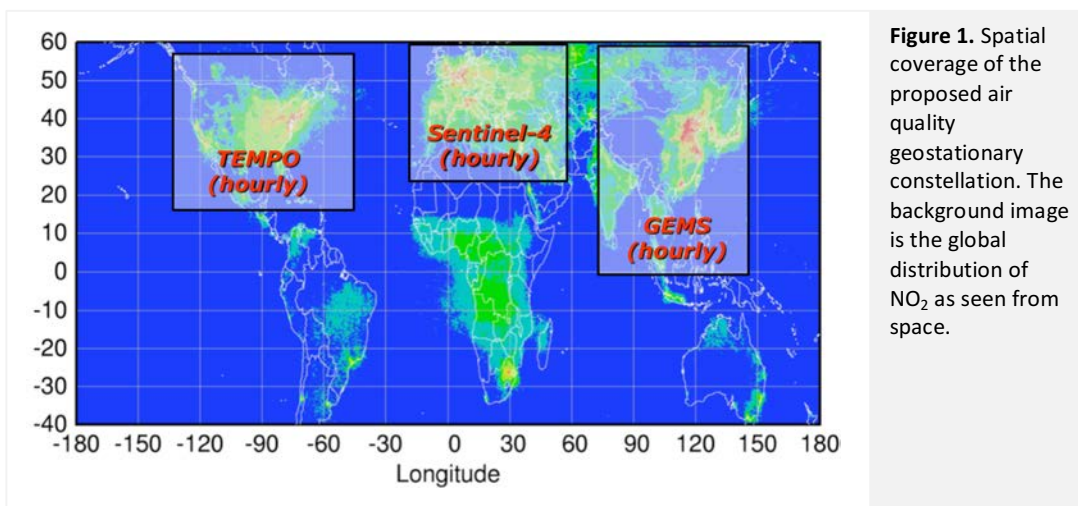 60
50
40
30
20
10
0
-10
-20
-30
-40
-180 -150 -120 -90 -60 -30 0 30 60 90 120 150 180
Longitude
TEMPO
(hourly)
Sentinel-4
(hourly)
GEMS
(hourly)
Figure 1. Spatial
coverage of the
proposed air
quality
geostationary
constellation. The
background image
is the global
distribution of
NO₂ as seen from
space.